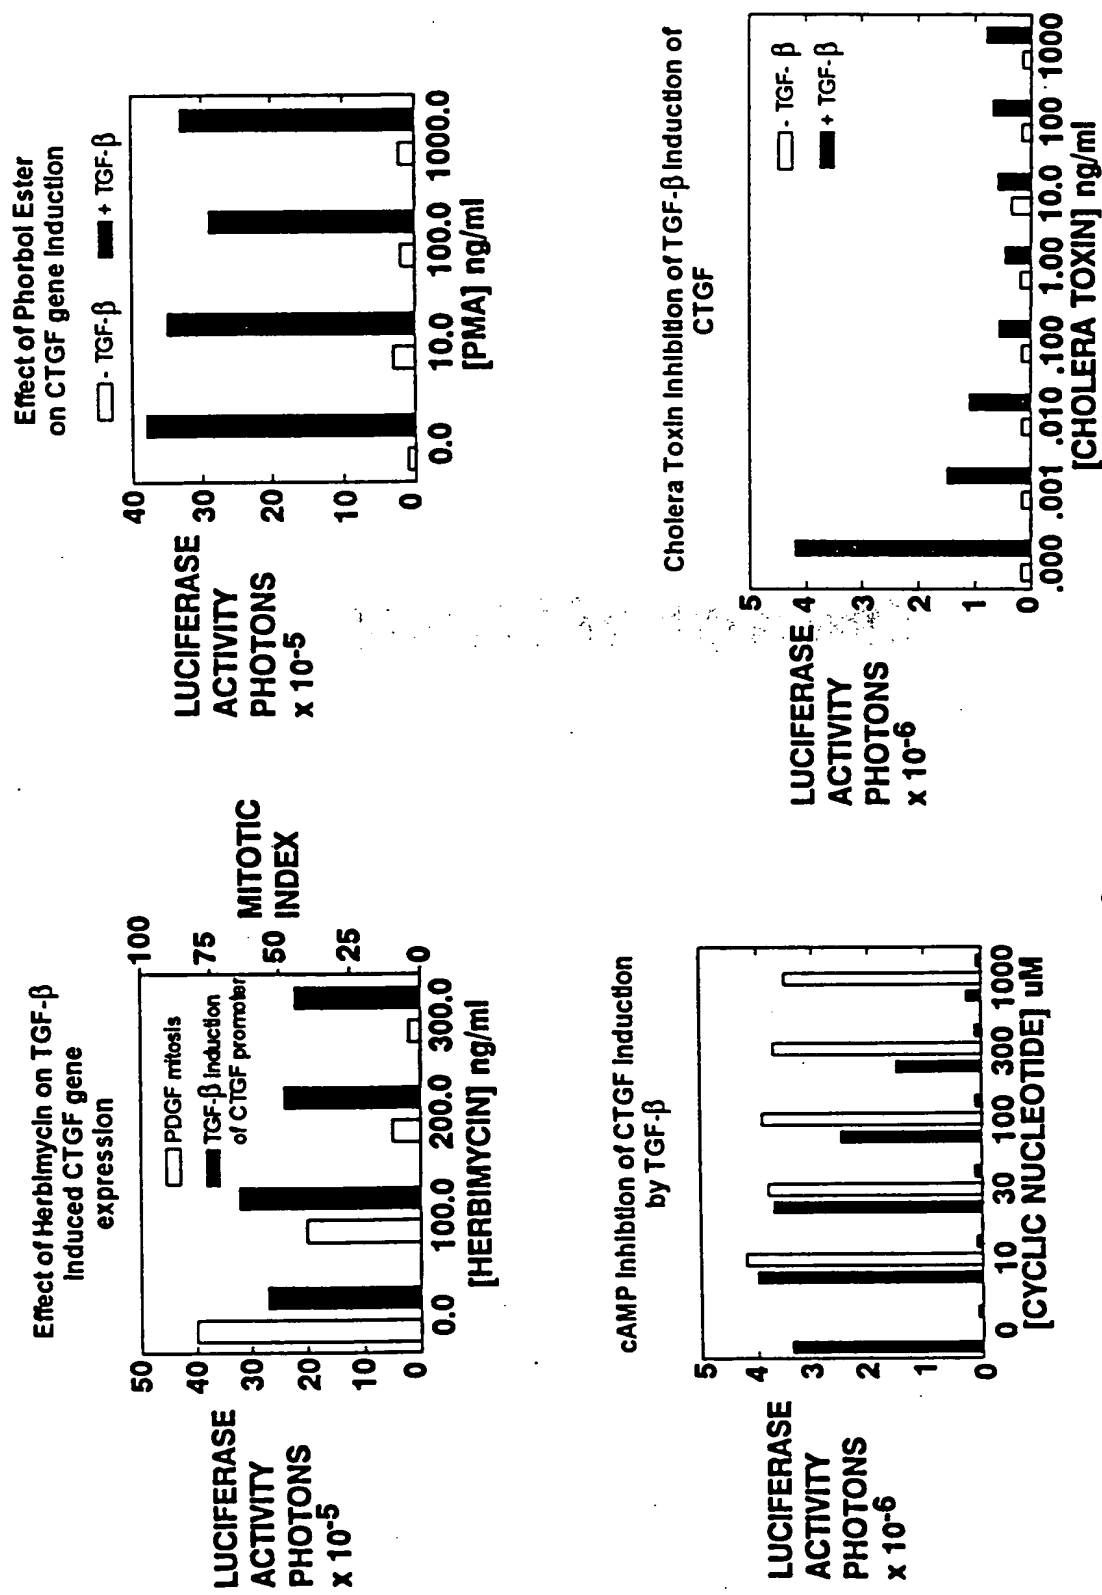 Effect of Herbimycin on TGF-β
Induced CTGF gene
expression
PDGF mitosis
TGF-β Induction
of CTGF promoter
LUCIFERASE
ACTIVITY
PHOTONS
x 10-5
50
40
30
20
10
0
MITOTIC
INDEX
100
75
50
25
0
0.0 100.0 200.0 300.0
[HERBIMYCIN] ng/ml
Effect of Phorbol Ester
on CTGF gene Induction
- TGF-β + TGF-β
LUCIFERASE
ACTIVITY
PHOTONS
x 10-5
40
30
20
10
0
0.0 10.0 100.0 1000.0
[PMA] ng/ml
cAMP Inhibtion of CTGF Induction
by TGF-β
LUCIFERASE
ACTIVITY
PHOTONS
x 10-6
5
4
3
2
1
0
0 10 30 100 300 1000
[CYCLIC NUCLEOTIDE] uM
Cholera Toxin Inhibition of TGF-β Induction of
CTGF
- TGF- β
+ TGF-β
LUCIFERASE
ACTIVITY
PHOTONS
x 10-6
5
4
3
2
1
0
.000 .001 .010 .100 1.00 10.0 100 1000
[CHOLERA TOXIN] ng/ml